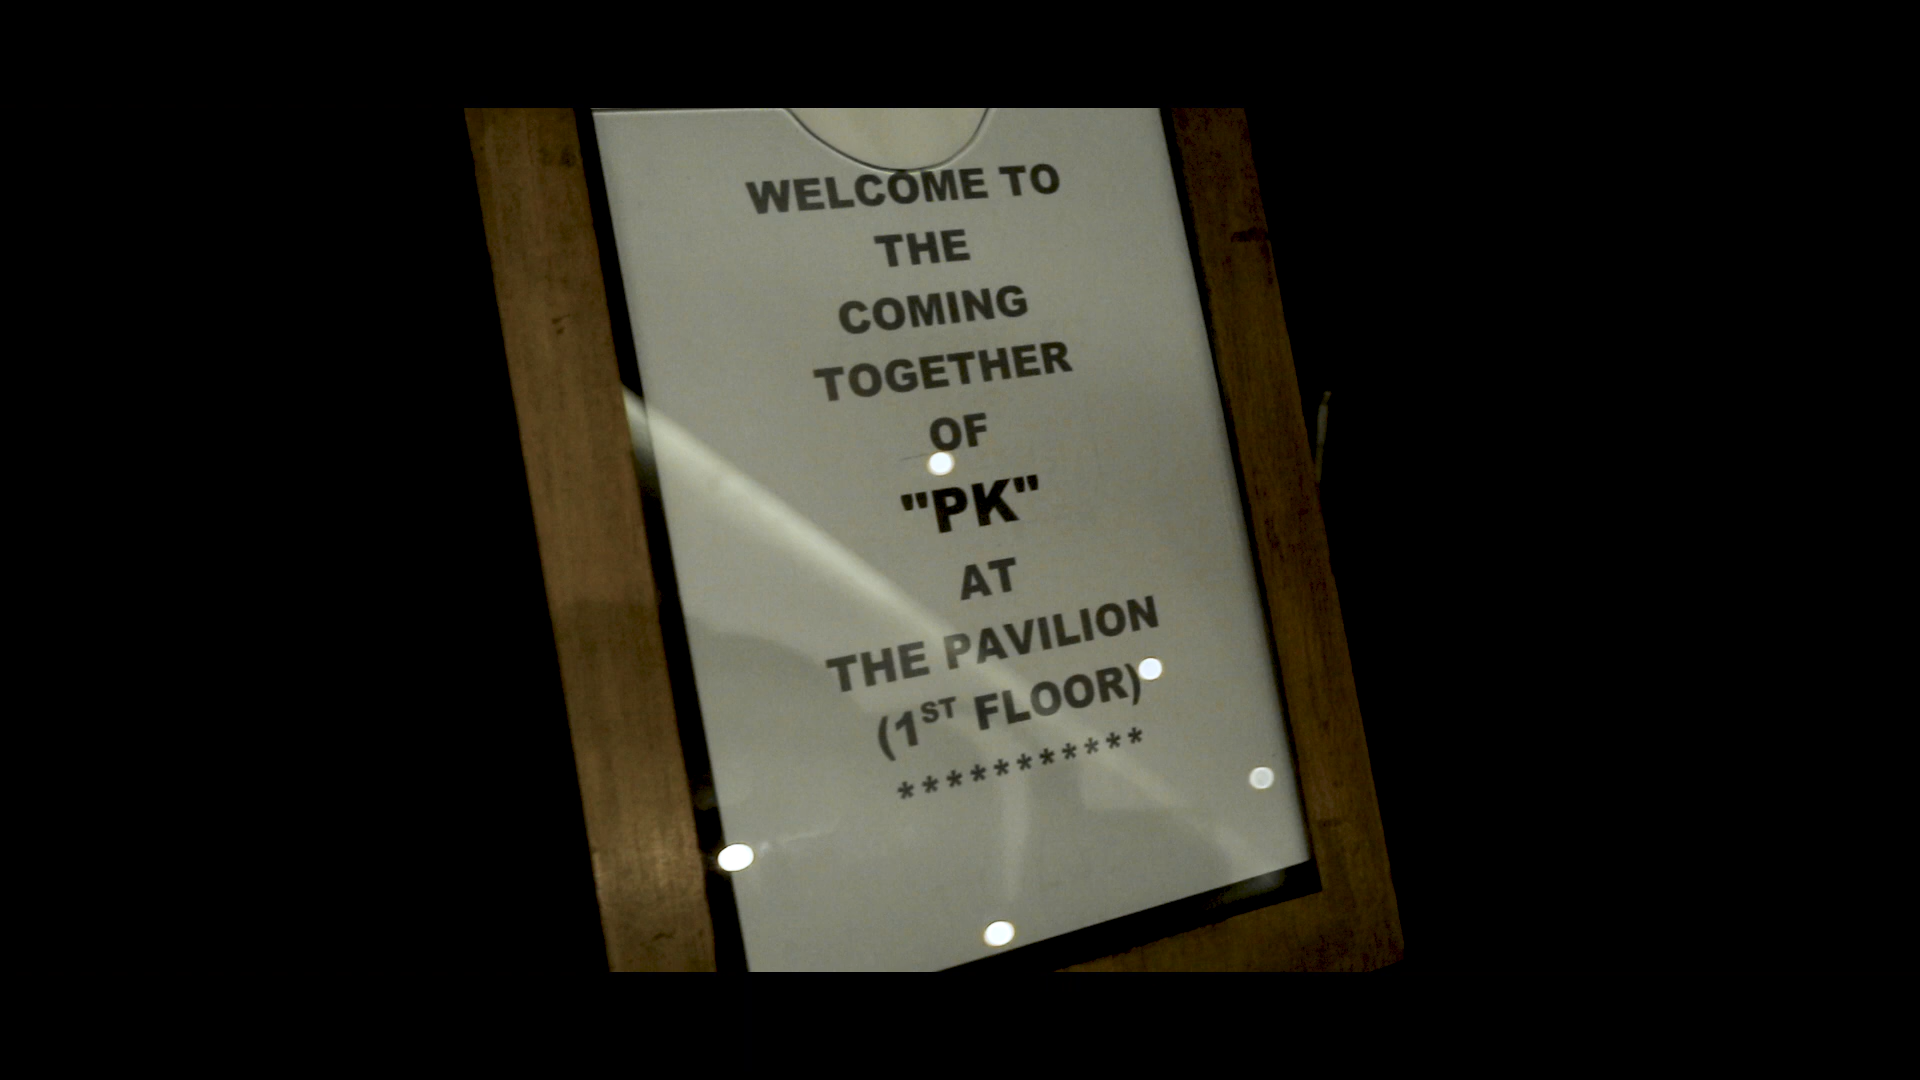 WELCOME TO
THE
COMING
TOGETHER
OF
"PK"
AT
THE PAVILION
(1ST FLOOR)
***********